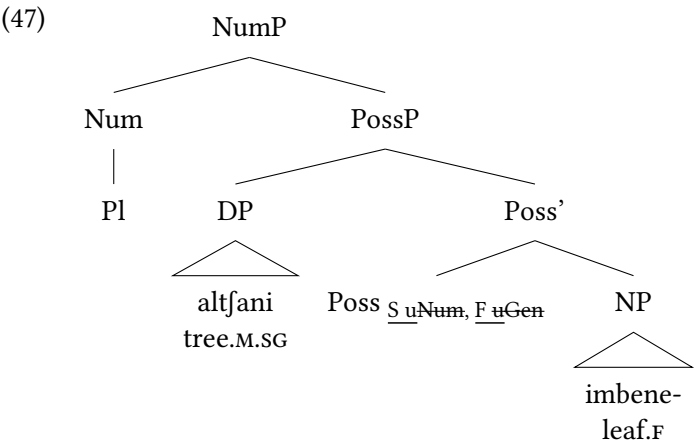 (47)
NumP
Num PossP
Pl DP Poss’
altʃani Poss S uNum, F uGen NP
tree.M.SG
imbene-
leaf.F